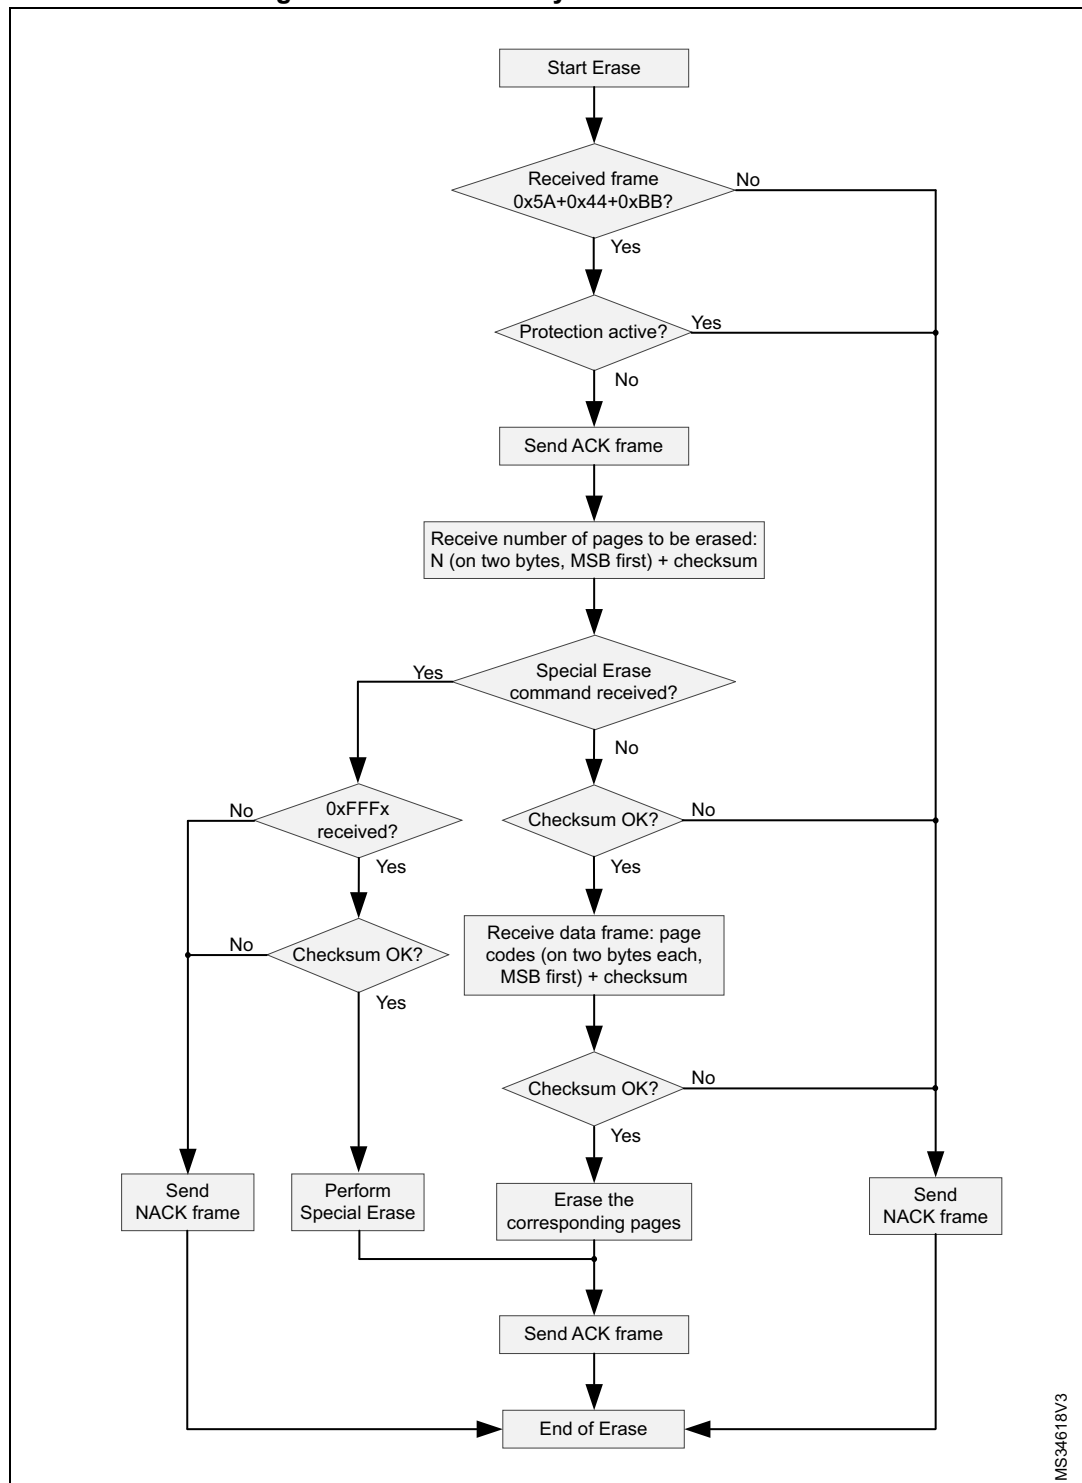 Start Erase
Received frame
0x5A+0x44+0xBB?
No
Yes
Protection active?
Yes
No
Send ACK frame
Receive number of pages to be erased:
N (on two bytes, MSB first) + checksum
Special Erase
command received?
Yes
No
0xFFFx
received?
No
Yes
Checksum OK?
No
Yes
Checksum OK?
No
Yes
Receive data frame: page
codes (on two bytes each,
MSB first) + checksum
Checksum OK?
No
Yes
Send
NACK frame
Perform
Special Erase
Erase the
corresponding pages
Send
NACK frame
Send ACK frame
End of Erase
MS34618V3